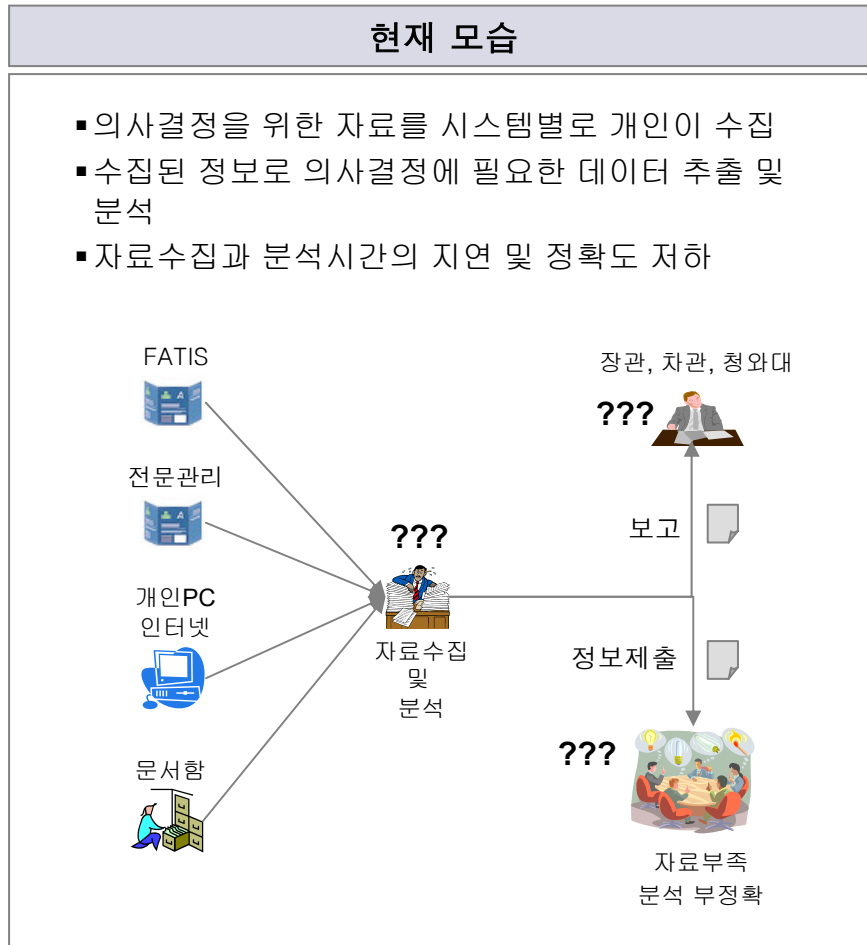 현재 모습
▪의사결정을 위한 자료를 시스템별로 개인이 수집
▪수집된 정보로 의사결정에 필요한 데이터 추출 및
분석
▪자료수집과 분석시간의 지연 및 정확도 저하
FATIS
전문관리
개인PC
인터넷
문서함
???
자료수집
및
분석
장관, 차관, 청와대
???
보고
정보제출
???
자료부족
분석 부정확